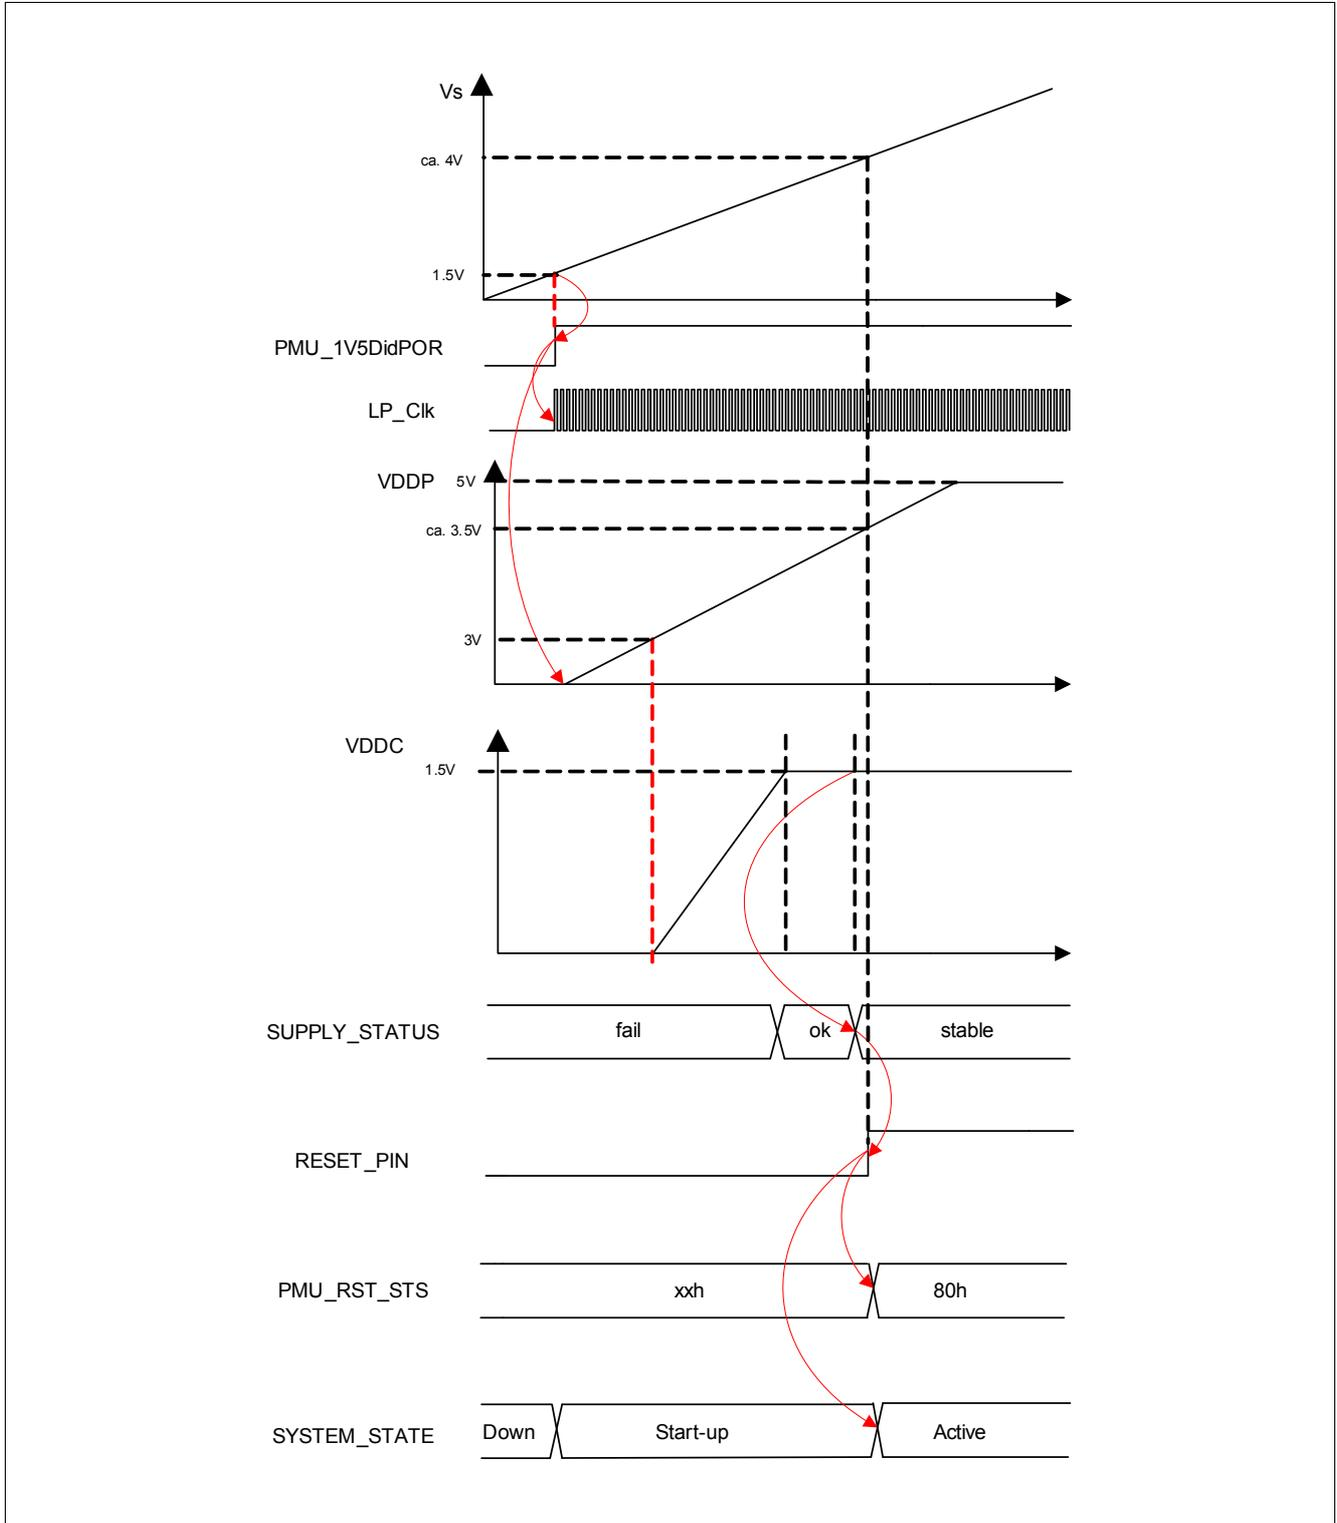 Vs
ca. 4V
1.5V
PMU_1V5DidPOR
LP_Clk
VDDP 5V
ca. 3.5V
3V
VDDC
1.5V
SUPPLY_STATUS fail ok stable
RESET_PIN
PMU_RST_STS xxh 80h
SYSTEM_STATE Down Start-up Active